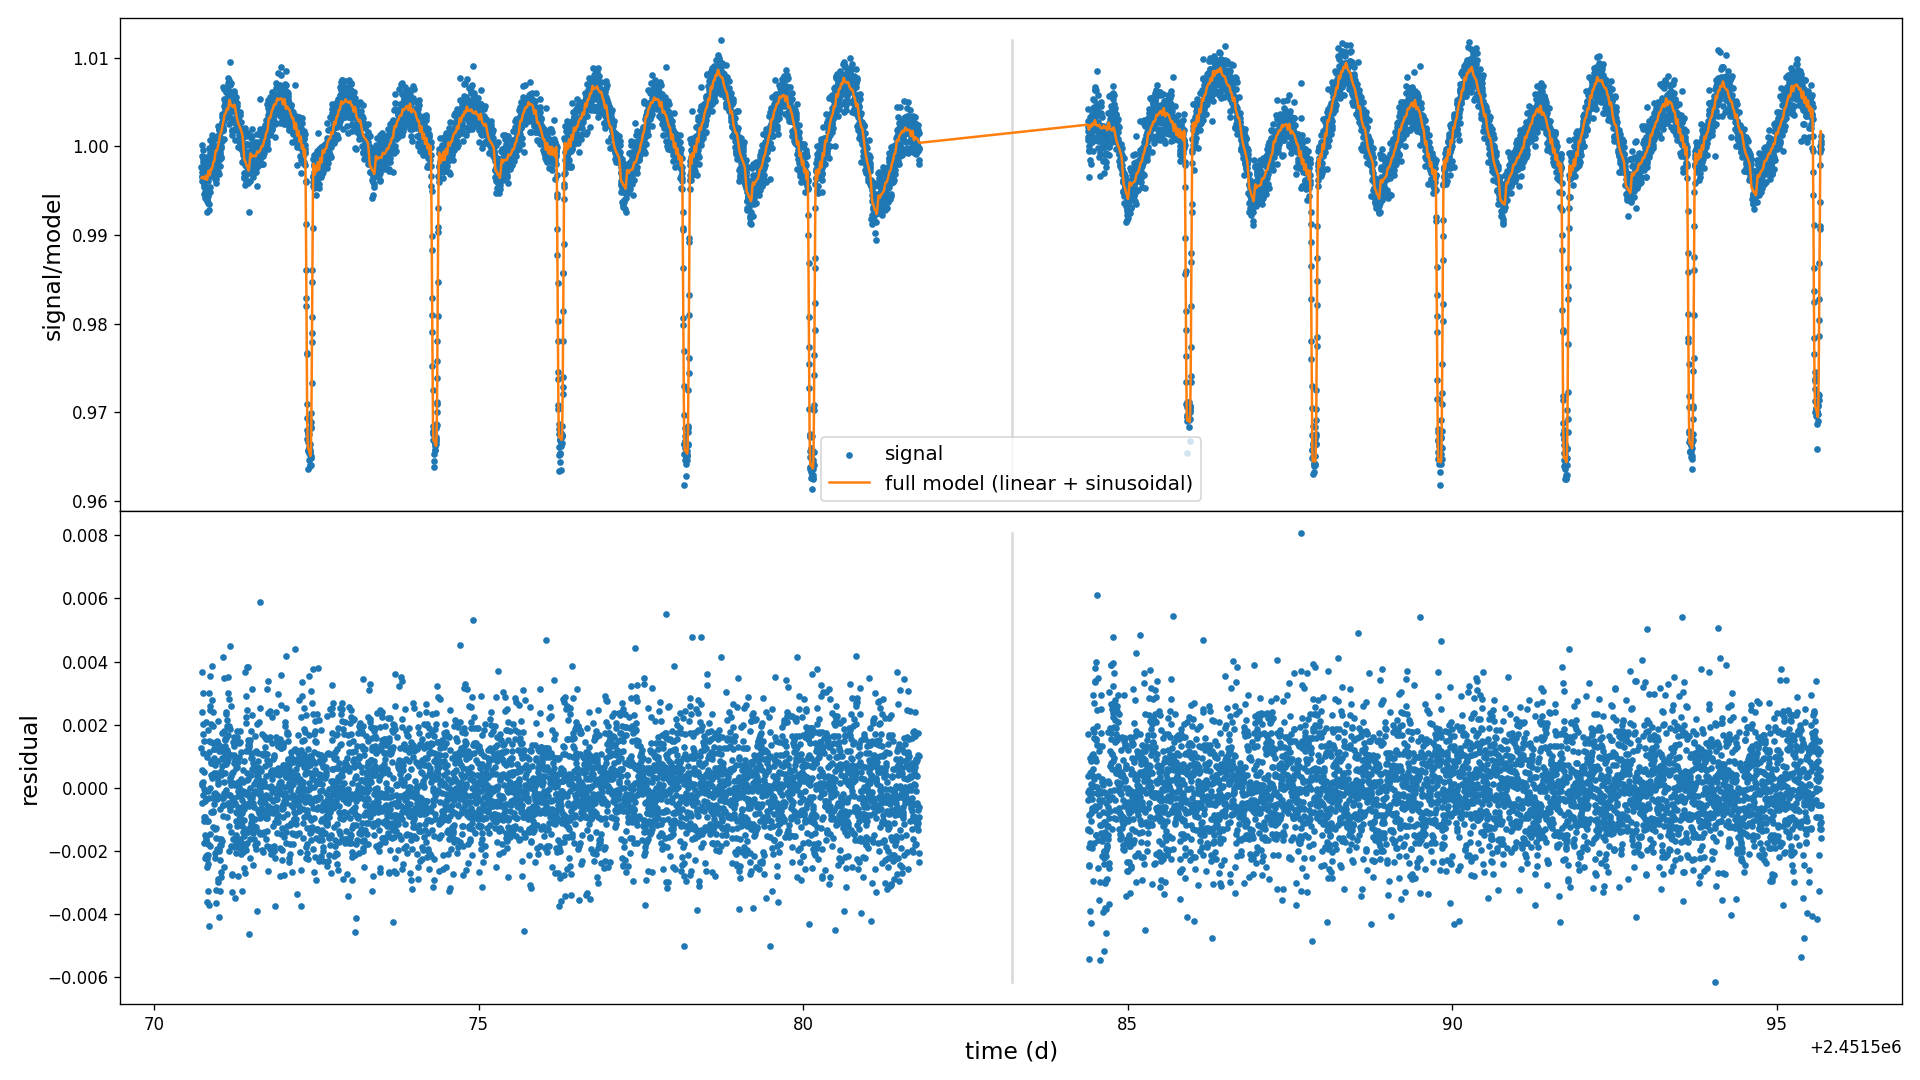 1.01
1.00
0.99
0.98
0.97
0.96
signal/model
signal
full model (linear + sinusoidal)
0.008
0.006
0.004
0.002
0.000
−0.002
−0.004
−0.006
residual
70 75 80 85 90 95
time (d)
+2.4515e6